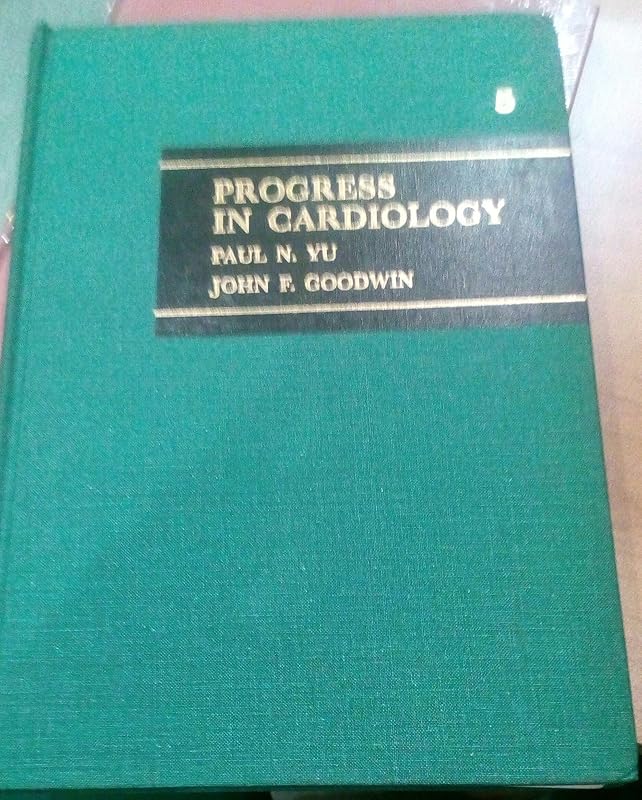 5
PROGRESS
IN CARDIOLOGY
PAUL N. YU
JOHN F. GOODWIN